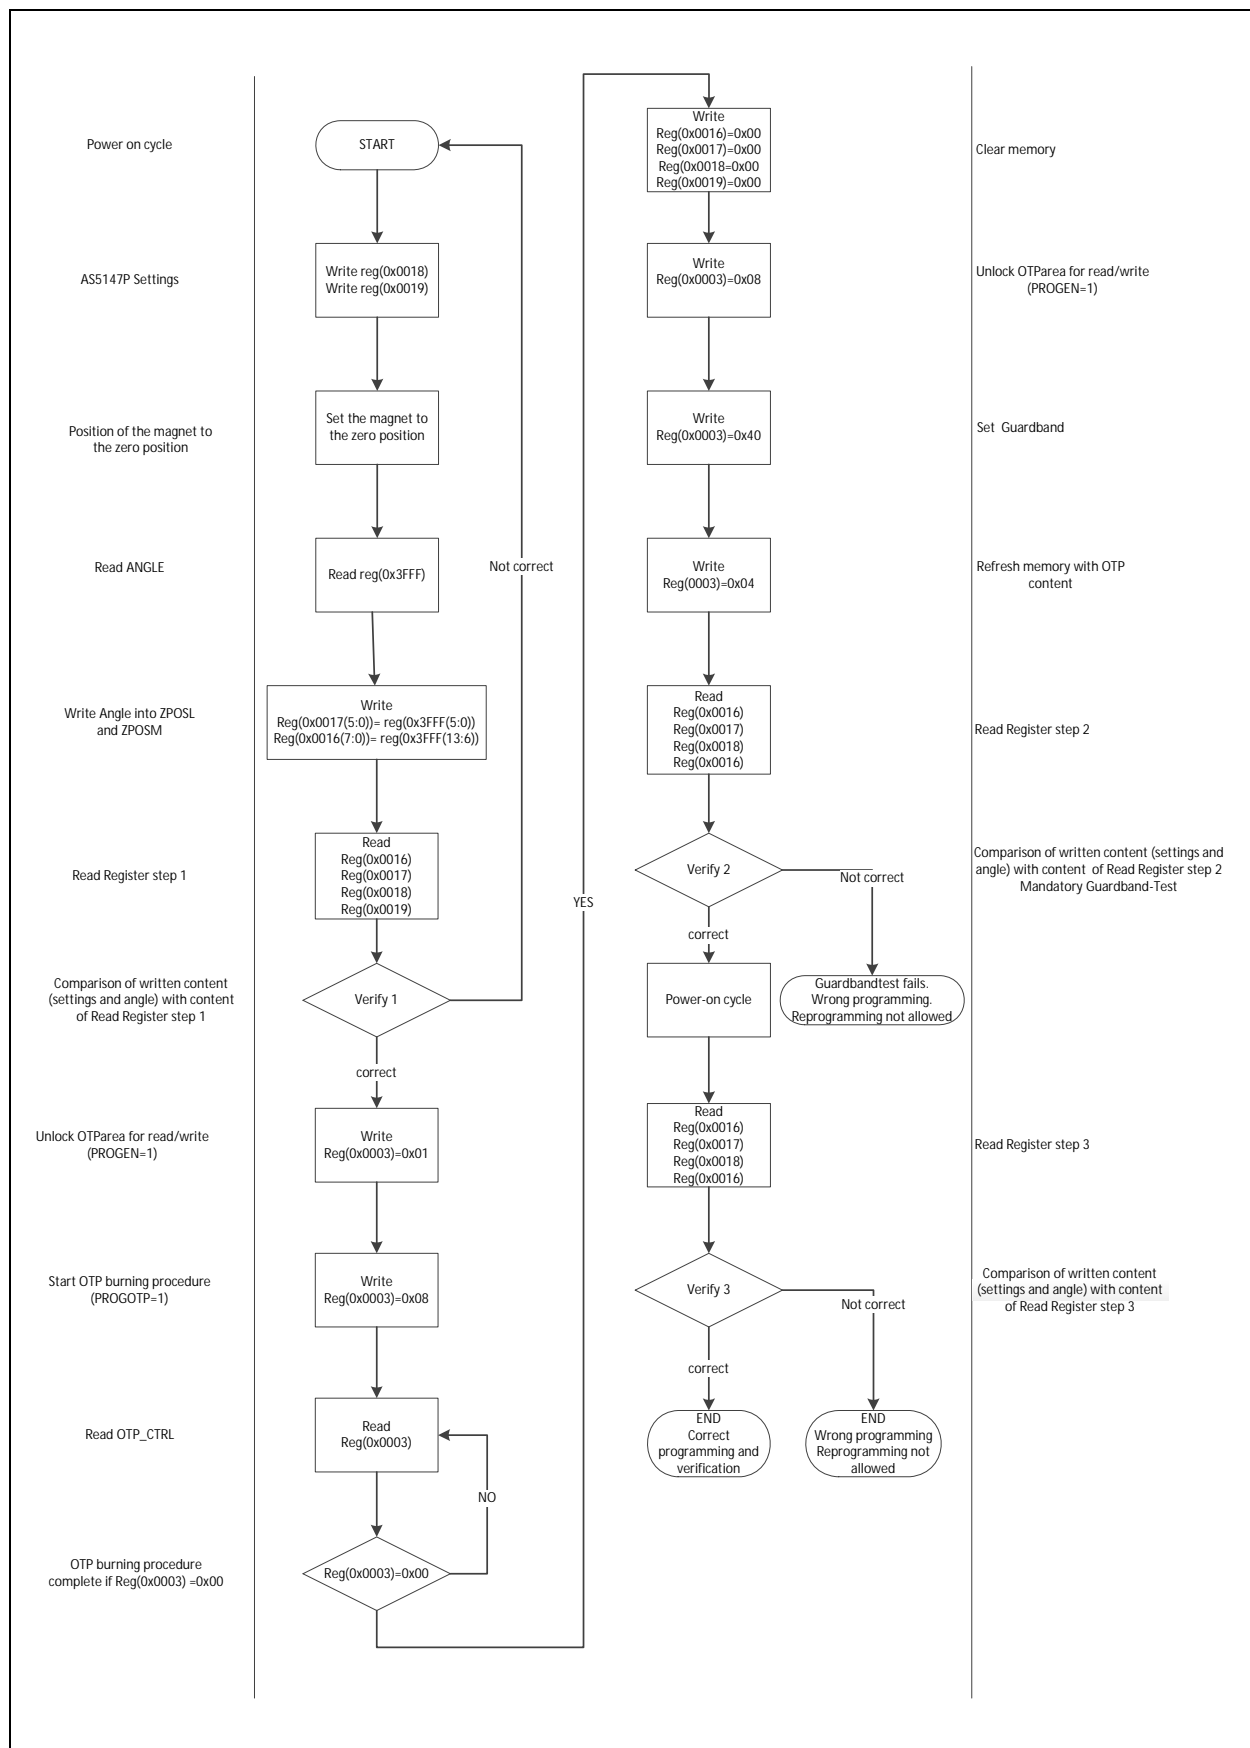 Power on cycle
START
AS5147P Settings
Write reg(0x0018)
Write reg(0x0019)
Position of the magnet to
the zero position
Set the magnet to
the zero position
Read ANGLE
Read reg(0x3FFF)
Not correct
Write Angle into ZPOSL
and ZPOSM
Write
Reg(0x0017(5:0))= reg(0x3FFF(5:0))
Reg(0x0016(7:0))= reg(0x3FFF(13:6))
Read Register step 1
Read
Reg(0x0016)
Reg(0x0017)
Reg(0x0018)
Reg(0x0019)
Comparison of written content
(settings and angle) with content
of Read Register step 1
Verify 1
correct
Unlock OTParea for read/write
(PROGEN=1)
Write
Reg(0x0003)=0x01
Start OTP burning procedure
(PROGOTP=1)
Write
Reg(0x0003)=0x08
Read OTP_CTRL
Read
Reg(0x0003)
NO
OTP burning procedure
complete if Reg(0x0003) =0x00
Reg(0x0003)=0x00
YES
Write
Reg(0x0016)=0x00
Reg(0x0017)=0x00
Reg(0x0018=0x00
Reg(0x0019)=0x00
Clear memory
Write
Reg(0x0003)=0x08
Unlock OTParea for read/write
(PROGEN=1)
Write
Reg(0x0003)=0x40
Set Guardband
Write
Reg(0003)=0x04
Refresh memory with OTP
content
Read
Reg(0x0016)
Reg(0x0017)
Reg(0x0018)
Reg(0x0016)
Read Register step 2
Verify 2
Not correct
Comparison of written content (settings and
angle) with content of Read Register step 2
Mandatory Guardband-Test
correct
Power-on cycle
Guardbandtest fails.
Wrong programming.
Reprogramming not allowed
Read
Reg(0x0016)
Reg(0x0017)
Reg(0x0018)
Reg(0x0016)
Read Register step 3
Verify 3
Not correct
Comparison of written content
(settings and angle) with content
of Read Register step 3
correct
END
Correct
programming and
verification
END
Wrong programming
Reprogramming not
allowed